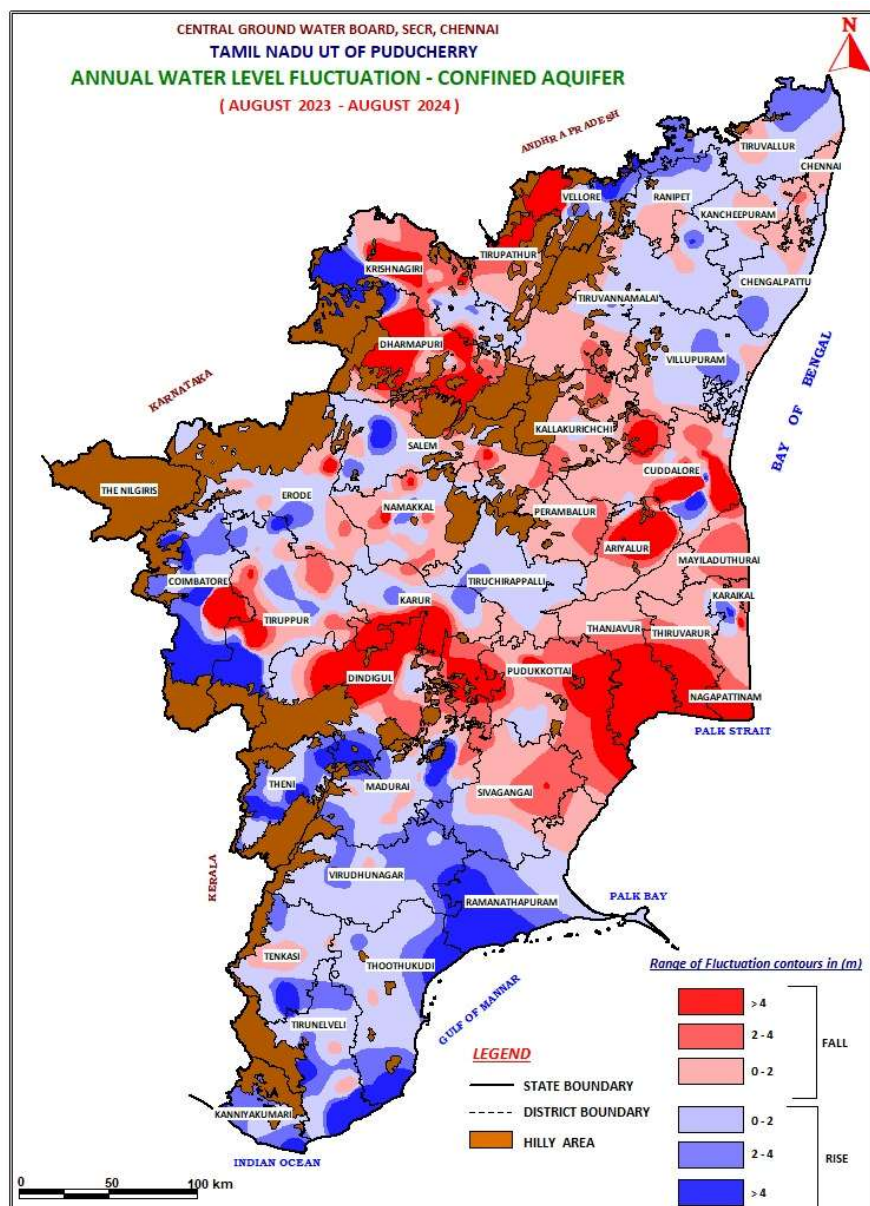 CENTRAL GROUND WATER BOARD, SECR, CHENNAI
TAMIL NADU UT OF PUDUCHERRY
ANNUAL WATER LEVEL FLUCTUATION - CONFINED AQUIFER
( AUGUST 2023 - AUGUST 2024 )
N
ANDHRA PRADESH
TIRUVALLUR
CHENNAI
VELLORE
RANIPET
KANCHEEPURAM
TIRUPATHUR
KRISHNAGIRI
CHENGALPATTU
TIRUVANNAMALAI
DHARMAPURI
VILLUPURAM
KARNATAKA
BAY OF BENGAL
KALLAKURICHCHI
SALEM
CUDDALORE
THE NILGIRIS
ERODE
NAMAKKAL
PERAMBALUR
ARIYALUR
MAYILADUTHURAI
COIMBATORE
TIRUCHIRAPPALLI
KARAIKAL
KARUR
TIRUPPUR
THANJAVUR
THIRUVARUR
PUDUKKOTTAI
DINDIGUL
NAGAPATTINAM
PALK STRAIT
THENI
MADURAI
SIVAGANGAI
KERALA
VIRUDHUNAGAR
RAMANATHAPURAM
PALK BAY
TENKASI
THOOTHUKUDI
GULF OF MANNAR
TIRUNELVELI
KANNIYAKUMARI
INDIAN OCEAN
Range of Fluctuation contours in (m)
> 4
2 - 4
FALL
0 - 2
0 - 2
2 - 4
RISE
> 4
LEGEND
STATE BOUNDARY
DISTRICT BOUNDARY
HILLY AREA
0 50 100 km